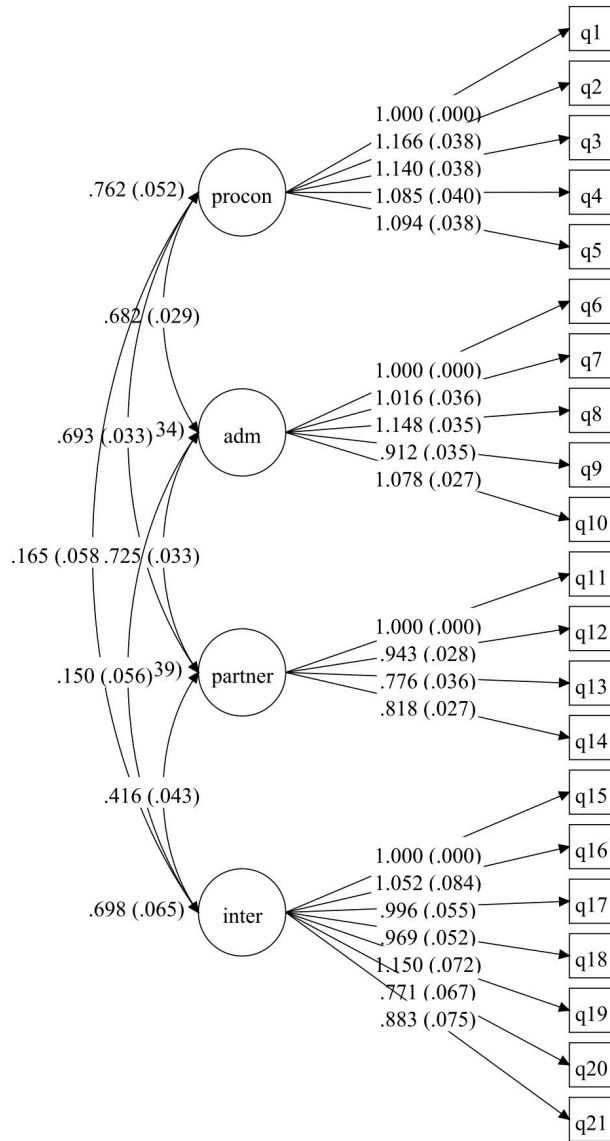 q1
q2
1.000 (.000)
1.166 (.038)
q3
1.140 (.038)
.762 (.052)
procon
1.085 (.040)
q4
1.094 (.038)
q5
q6
.682 (.029)
q7
1.000 (.000)
1.016 (.036)
q8
1.148 (.035)
.693 (.033)
34)
adm
.912 (.035)
q9
1.078 (.027)
q10
.165 (.058
.725 (.033)
q11
1.000 (.000)
q12
.943 (.028)
.150 (.056)
39)
partner
.776 (.036)
q13
.818 (.027)
q14
.416 (.043)
q15
1.000 (.000)
q16
1.052 (.084)
.996 (.055)
q17
.698 (.065)
inter
.969 (.052)
q18
1.150 (.072)
.771 (.067)
q19
.883 (.075)
q20
q21